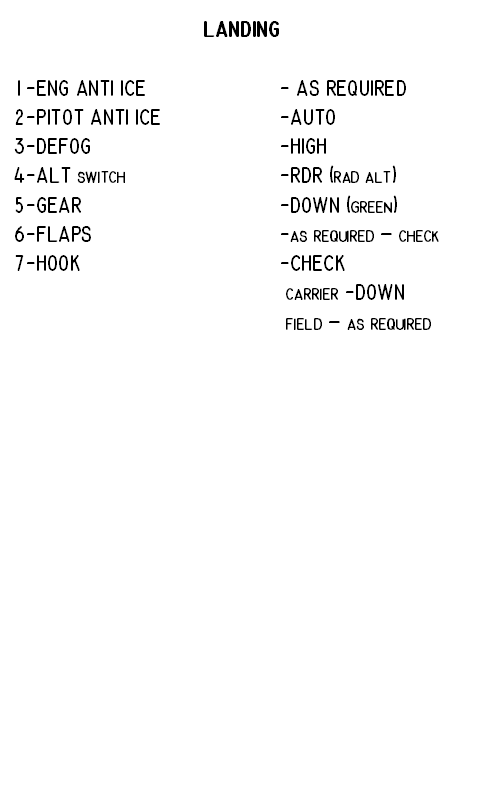 LANDING
1-ENG ANTI ICE - AS REQUIRED
2-PITOT ANTI ICE -AUTO
3-DEFOG -HIGH
4-ALT SWITCH -RDR (RAD ALT)
5-GEAR -DOWN (GREEN)
6-FLAPS -AS REQUIRED - CHECK
7-HOOK -CHECK
CARRIER -DOWN
FIELD - AS REQUIRED